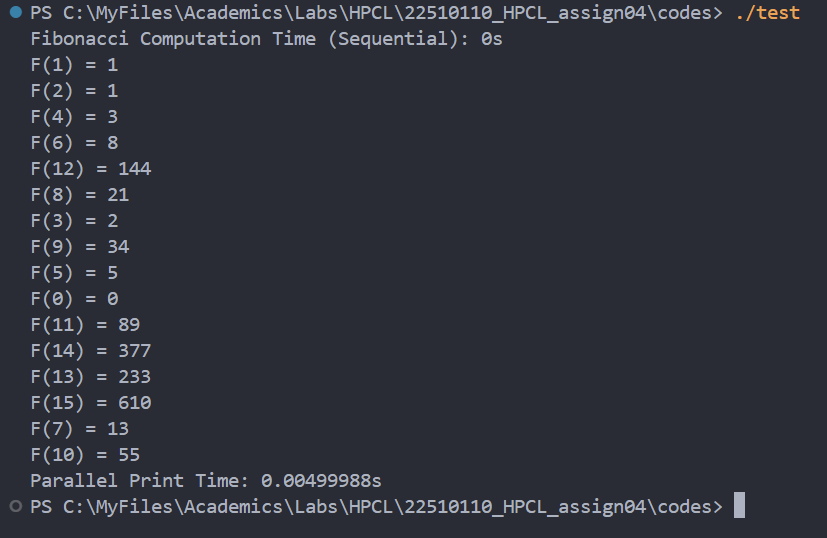 PS C:\MyFiles\Academics\Labs\HPCL\22510110_HPCL_assign04\codes> ./test
Fibonacci Computation Time (Sequential): 0s
F(1) = 1
F(2) = 1
F(4) = 3
F(6) = 8
F(12) = 144
F(8) = 21
F(3) = 2
F(9) = 34
F(5) = 5
F(0) = 0
F(11) = 89
F(14) = 377
F(13) = 233
F(15) = 610
F(7) = 13
F(10) = 55
Parallel Print Time: 0.00499988s
PS C:\MyFiles\Academics\Labs\HPCL\22510110_HPCL_assign04\codes>